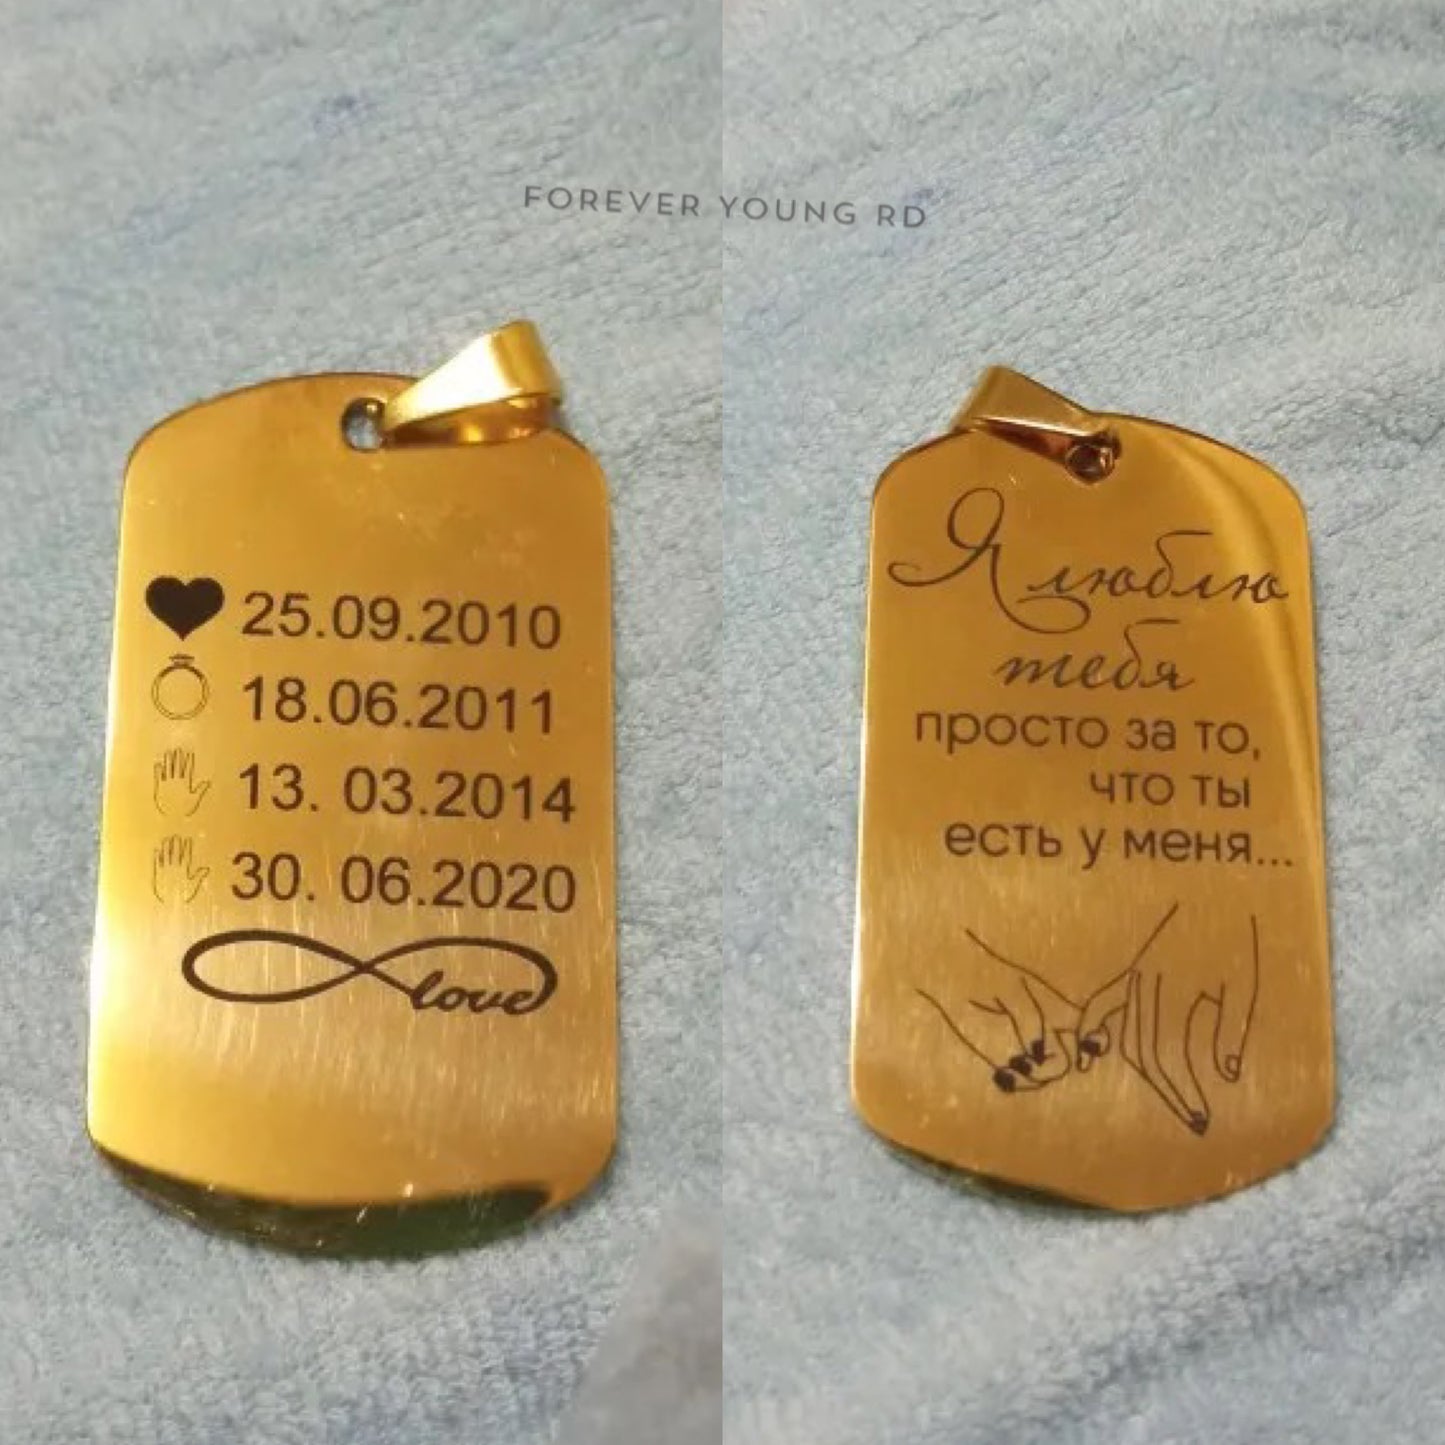 FOREVER YOUNG RD
25.09.2010
18.06.2011
13. 03.2014
30. 06.2020
love
Я люблю
тебя
просто за то,
что ты
есть у меня...